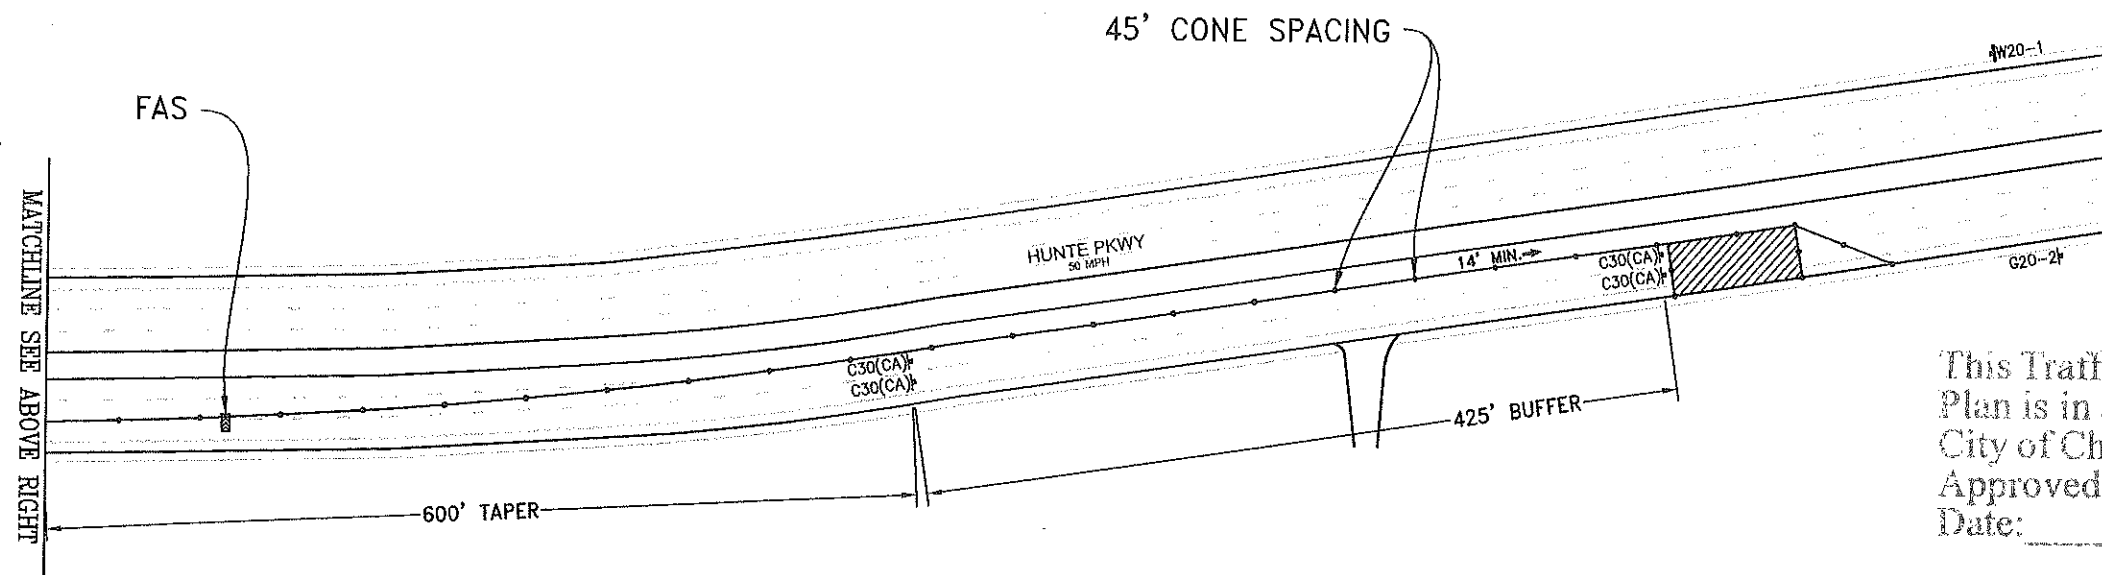 45' CONE SPACING
W20-1
FAS
MATCHLINE SEE ABOVE RIGHT
HUNTE PKWY
50 MPH
14' MIN.
C30(CA)
C30(CA)
G20-2
C30(CA)
C30(CA)
425' BUFFER
600' TAPER
This Traff
Plan is in
City of Ch
Approved
Date: